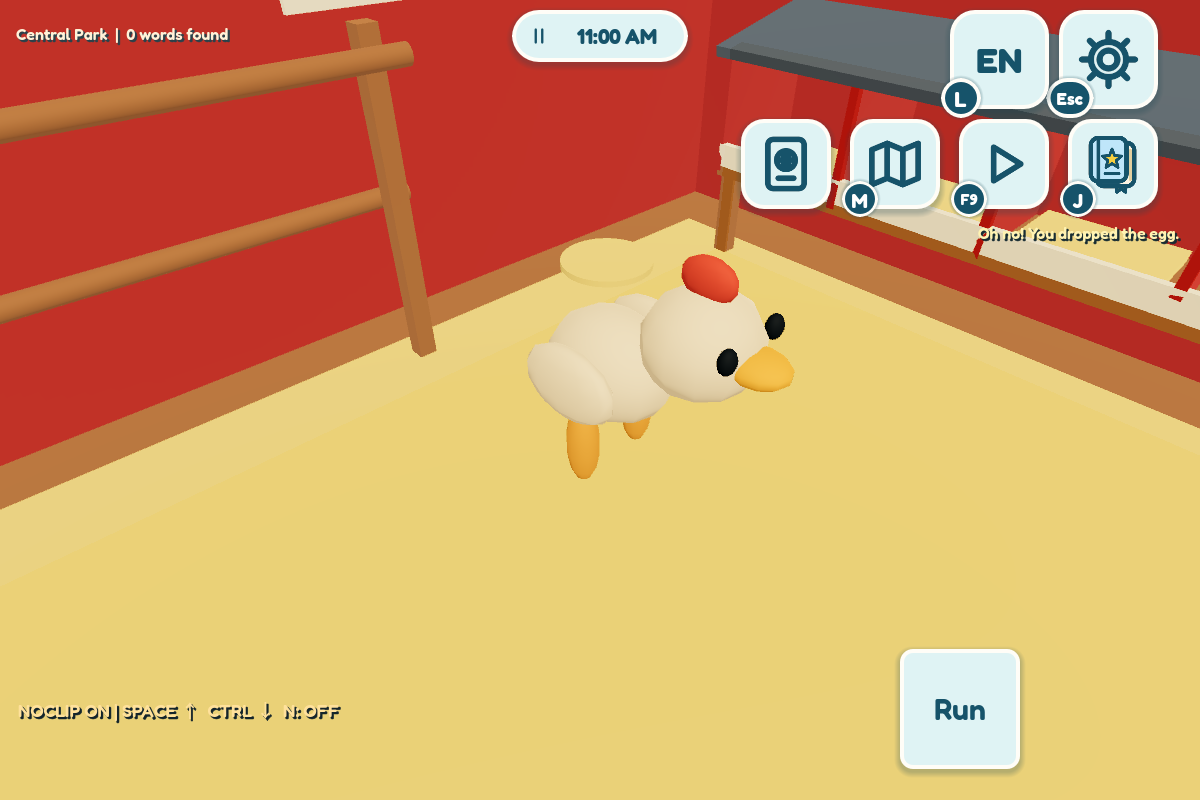 Central Park | 0 words found
11:00 AM
EN
L
Esc
M
F9
J
Oh no! You dropped the egg.
NOCLIP ON | SPACE ↑ CTRL ↓ N: OFF
Run